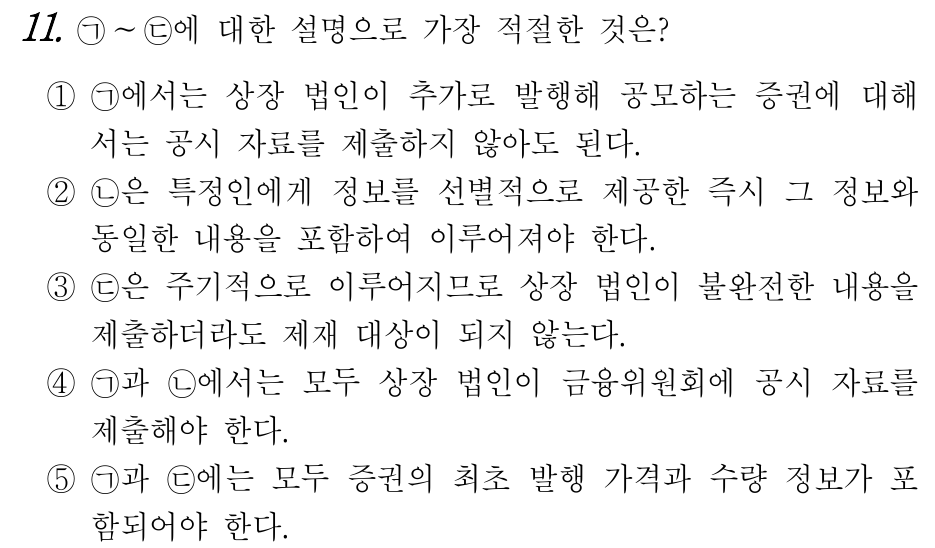 11. ㉠～㉢에 대한 설명으로 가장 적절한 것은?
① ㉠에서는 상장 법인이 추가로 발행해 공모하는 증권에 대해
서는 공시 자료를 제출하지 않아도 된다.
② ㉡은 특정인에게 정보를 선별적으로 제공한 즉시 그 정보와
동일한 내용을 포함하여 이루어져야 한다.
③ ㉢은 주기적으로 이루어지므로 상장 법인이 불완전한 내용을
제출하더라도 제재 대상이 되지 않는다.
④ ㉠과 ㉡에서는 모두 상장 법인이 금융위원회에 공시 자료를
제출해야 한다.
⑤ ㉠과 ㉢에는 모두 증권의 최초 발행 가격과 수량 정보가 포
함되어야 한다.